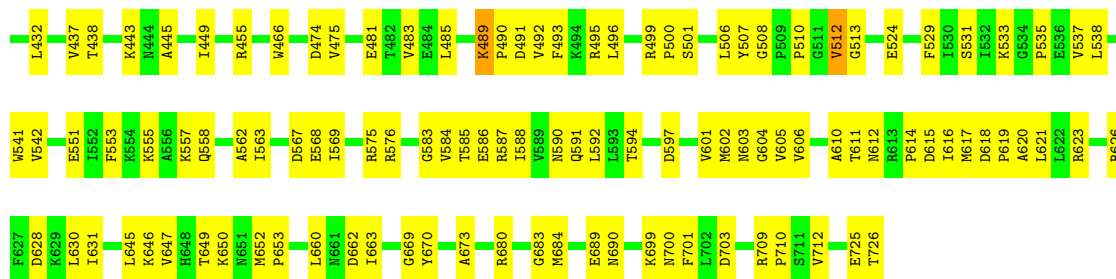 L432 V437 T438 K443 N444 A445 I449 R455 W466 D474 V475 E481 T482 V483 E484 L485 K489 P490 D491 V492 F493 K494 R495 L496 R499 P500 S501 L506 Y507 G508 P509 P510 G511 V512 G513 E524 F529 I530 S531 I532 K533 G534 P535 E536 V537 L538
W541 V542 E551 I552 F553 K554 K555 A556 K557 Q558 A562 I563 D567 E568 I569 R575 R576 G583 V584 T585 E586 R587 I588 V589 N590 Q591 L592 L593 T594 D597 V601 M602 N603 G604 V605 V606 A610 T611 N612 R613 P614 D615 I616 M617 D618 P619 A620 L621 L622 R623
F627 D628 K629 L630 I631 L645 K646 V647 H648 T649 K650 N651 M652 P653 L660 N661 D662 I663 G669 Y670 A673 R680 G683 M684 E689 N690 K699 N700 F701 L702 D703 R709 P710 S711 V712 E725 T726